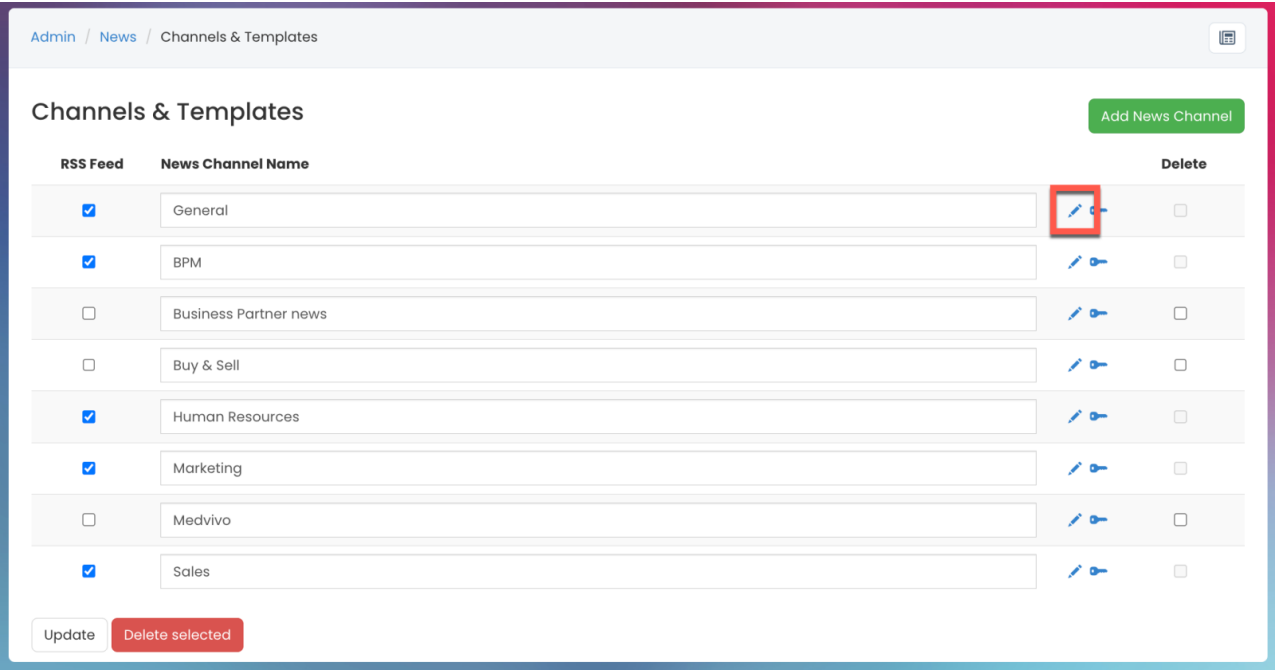 Admin / News / Channels & Templates
Channels & Templates
Add News Channel
RSS Feed News Channel Name Delete
General
BPM
Business Partner news
Buy & Sell
Human Resources
Marketing
Medvivo
Sales
Update Delete selected